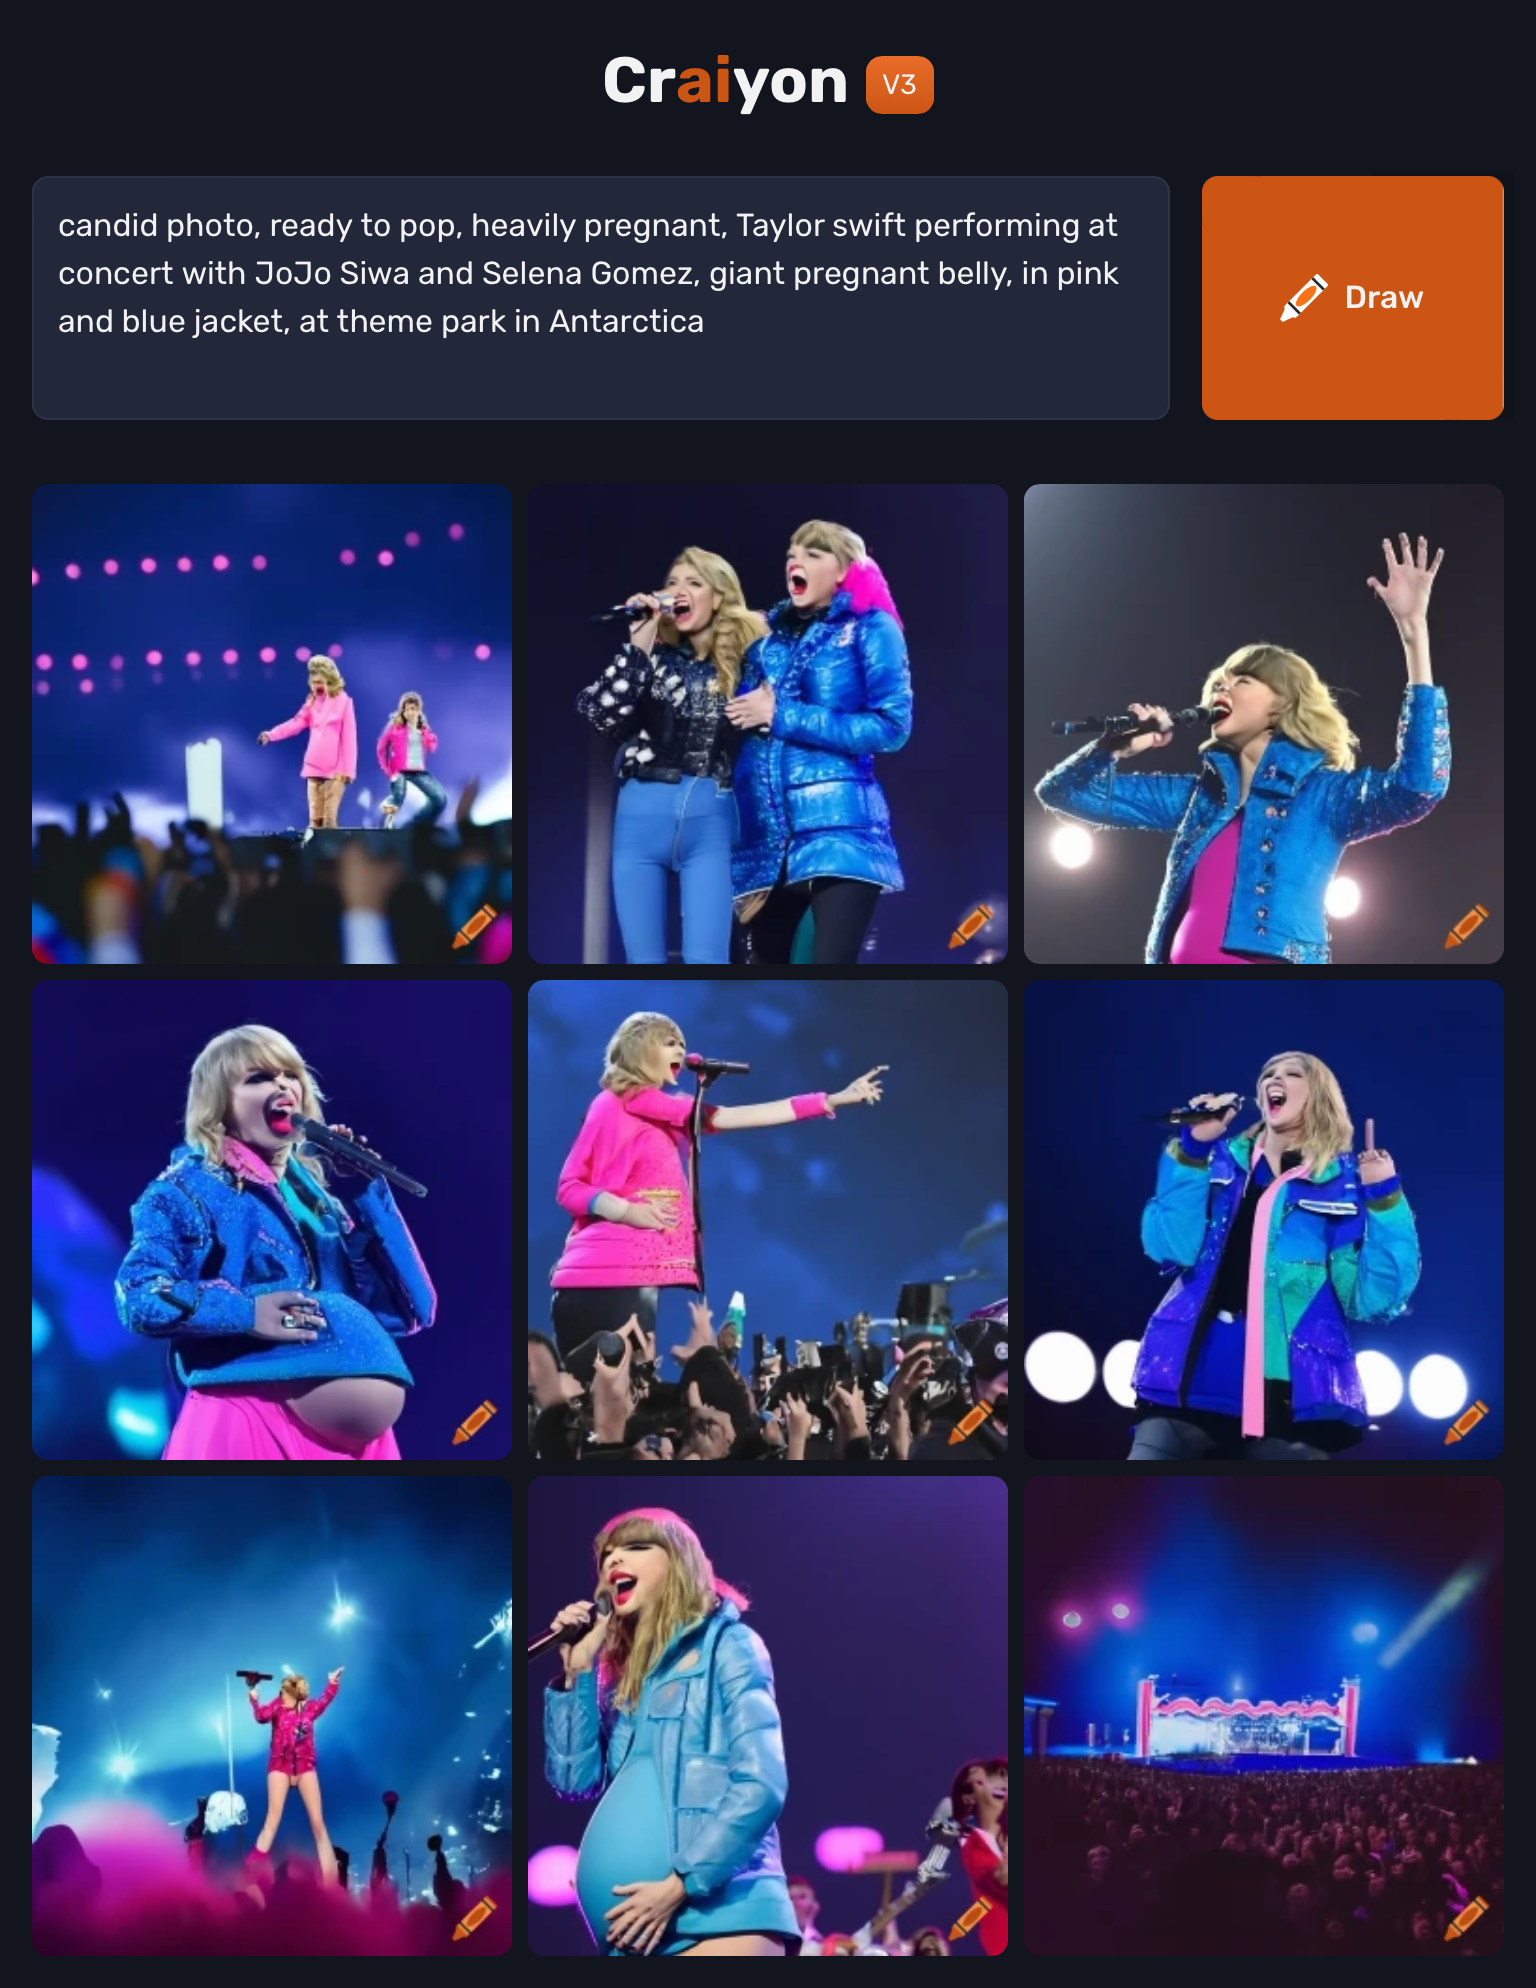 Craiyon V3
candid photo, ready to pop, heavily pregnant, Taylor swift performing at
concert with JoJo Siwa and Selena Gomez, giant pregnant belly, in pink
and blue jacket, at theme park in Antarctica
Draw